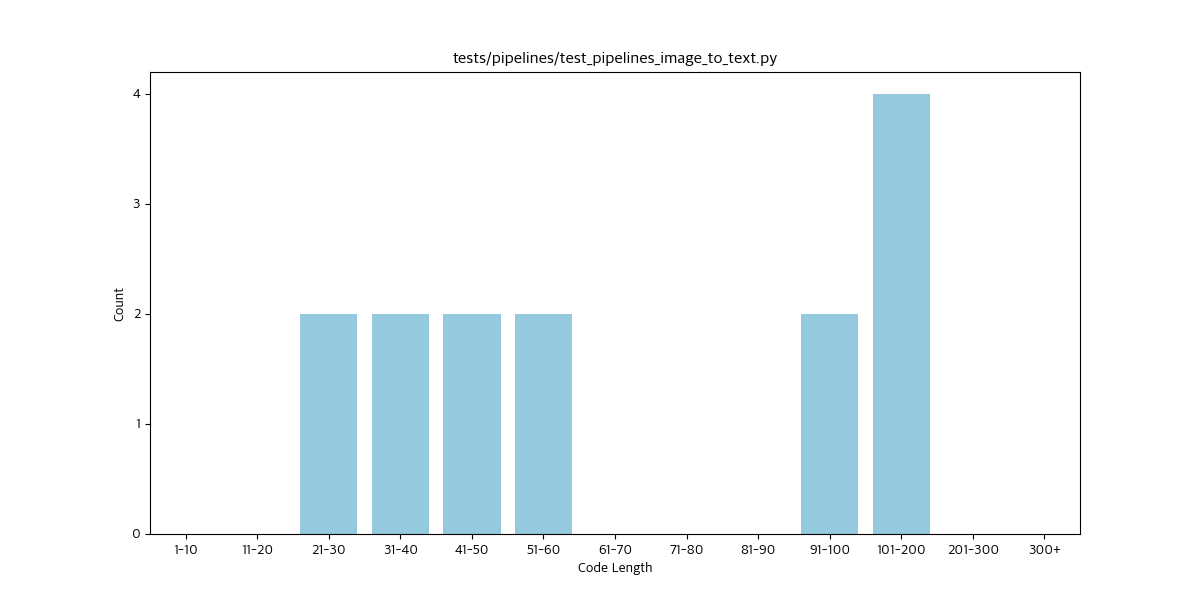 tests/pipelines/test_pipelines_image_to_text.py
4
3
2
1
0
Count
1-10 11-20 21-30 31-40 41-50 51-60 61-70 71-80 81-90 91-100 101-200 201-300 300+
Code Length